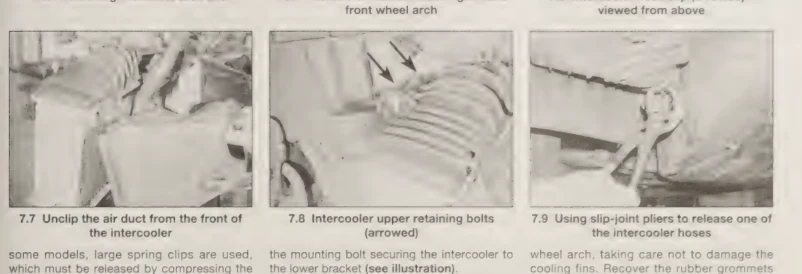 front wheel arch
viewed from above
7.7 Unclip the air duct from the front of
the intercooler
7.8 Intercooler upper retaining bolts
(arrowed)
7.9 Using slip-joint pliers to release one of
the intercooler hoses
some models, large spring clips are used,
which must be released by compressing the
the mounting bolt securing the intercooler to
the lower bracket (see illustration).
wheel arch, taking care not to damage the
cooling fins. Recover the rubber grommets